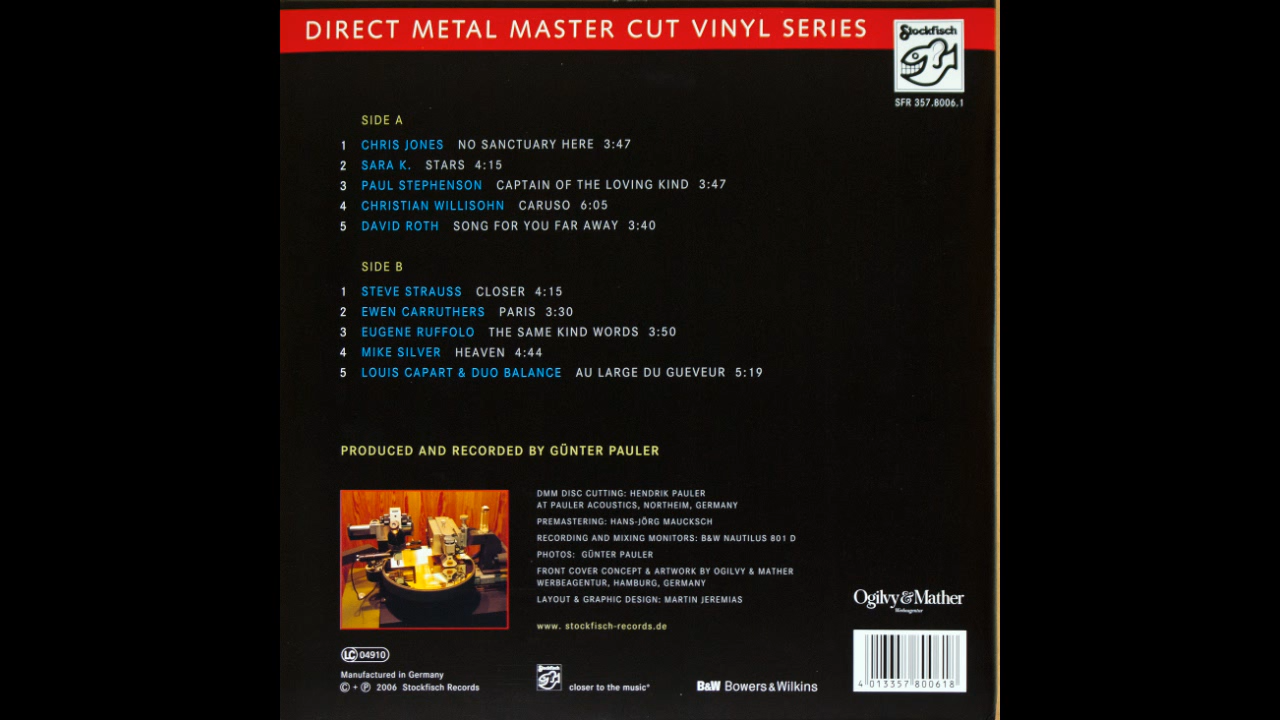 DIRECT METAL MASTER CUT VINYL SERIES
Stockfisch
SFR 357.8006.1
SIDE A
1 CHRIS JONES NO SANCTUARY HERE 3:47
2 SARA K. STARS 4:15
3 PAUL STEPHENSON CAPTAIN OF THE LOVING KIND 3:47
4 CHRISTIAN WILLISOHN CARUSO 6:05
5 DAVID ROTH SONG FOR YOU FAR AWAY 3:40
SIDE B
1 STEVE STRAUSS CLOSER 4:15
2 EWEN CARRUTHERS PARIS 3:30
3 EUGENE RUFFOLO THE SAME KIND WORDS 3:50
4 MIKE SILVER HEAVEN 4:44
5 LOUIS CAPART & DUO BALANCE AU LARGE DU GUEVEUR 5:19
PRODUCED AND RECORDED BY GÜNTER PAULER
DMM DISC CUTTING: HENDRIK PAULER
AT PAULER ACOUSTICS, NORTHEIM, GERMANY
PREMASTERING: HANS-JÖRG MAUCKSCH
RECORDING AND MIXING MONITORS: B&W NAUTILUS 801 D
PHOTOS: GÜNTER PAULER
FRONT COVER CONCEPT & ARTWORK BY OGILVY & MATHER
WERBEAGENTUR, HAMBURG, GERMANY
LAYOUT & GRAPHIC DESIGN: MARTIN JEREMIAS
www. stockfisch-records.de
Ogilvy & Mather
Werbeagentur
LC 04910
Manufactured in Germany
© + ℗ 2006 Stockfisch Records
Stockfisch
closer to the music®
B&W Bowers & Wilkins
4 013357 800618